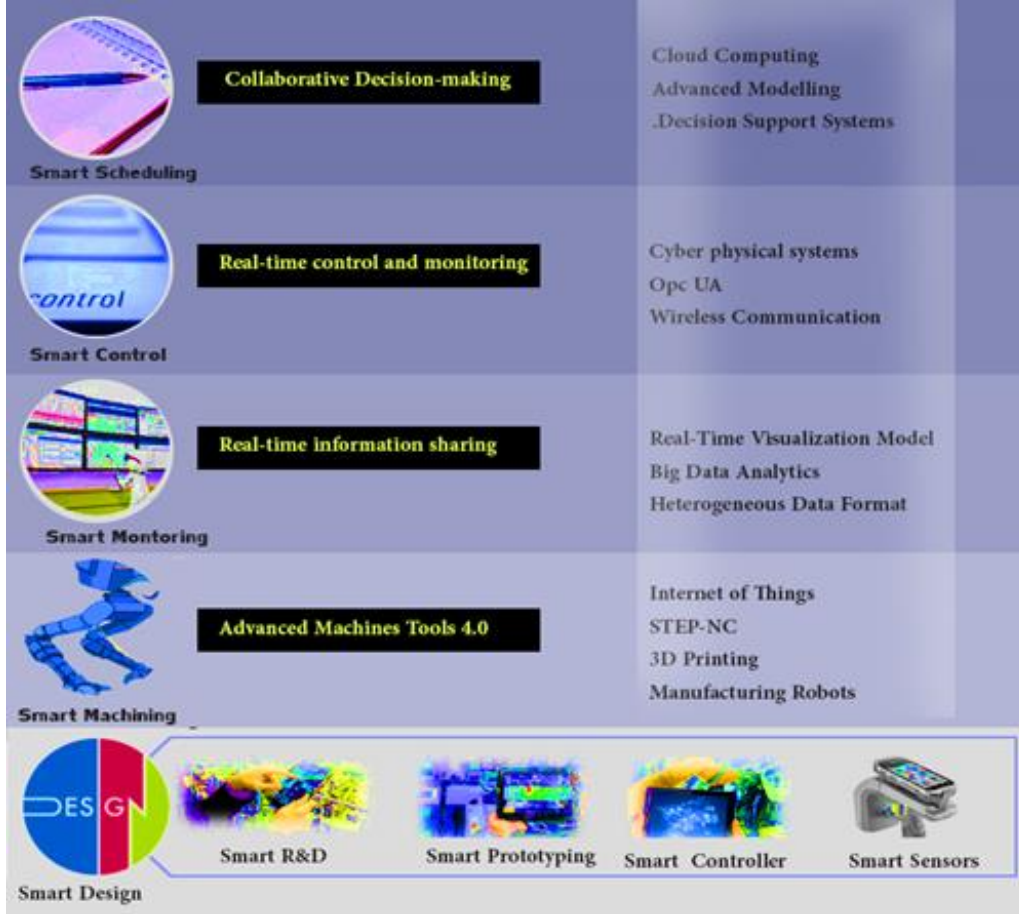 Collaborative Decision-making
Cloud Computing
Advanced Modelling
.Decision Support Systems
Smart Scheduling
Real-time control and monitoring
Cyber physical systems
Opc UA
Wireless Communication
control
Smart Control
Real-time information sharing
Real-Time Visualization Model
Big Data Analytics
Heterogeneous Data Format
Smart Montoring
Advanced Machines Tools 4.0
Internet of Things
STEP-NC
3D Printing
Manufacturing Robots
Smart Machining
DESIGN
Smart R&D
Smart Prototyping
Smart Controller
Smart Sensors
Smart Design